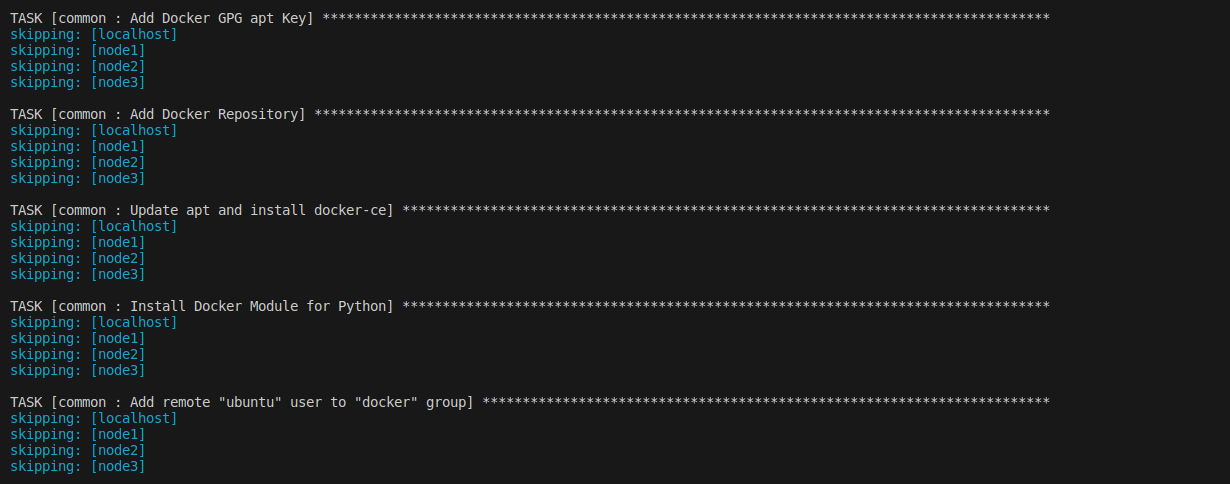 TASK [common : Add Docker GPG apt Key] *******************************************************************************************
skipping: [localhost]
skipping: [node1]
skipping: [node2]
skipping: [node3]
TASK [common : Add Docker Repository] ********************************************************************************************
skipping: [localhost]
skipping: [node1]
skipping: [node2]
skipping: [node3]
TASK [common : Update apt and install docker-ce] *********************************************************************************
skipping: [localhost]
skipping: [node1]
skipping: [node2]
skipping: [node3]
TASK [common : Install Docker Module for Python] *********************************************************************************
skipping: [localhost]
skipping: [node1]
skipping: [node2]
skipping: [node3]
TASK [common : Add remote "ubuntu" user to "docker" group] ***********************************************************************
skipping: [localhost]
skipping: [node1]
skipping: [node2]
skipping: [node3]